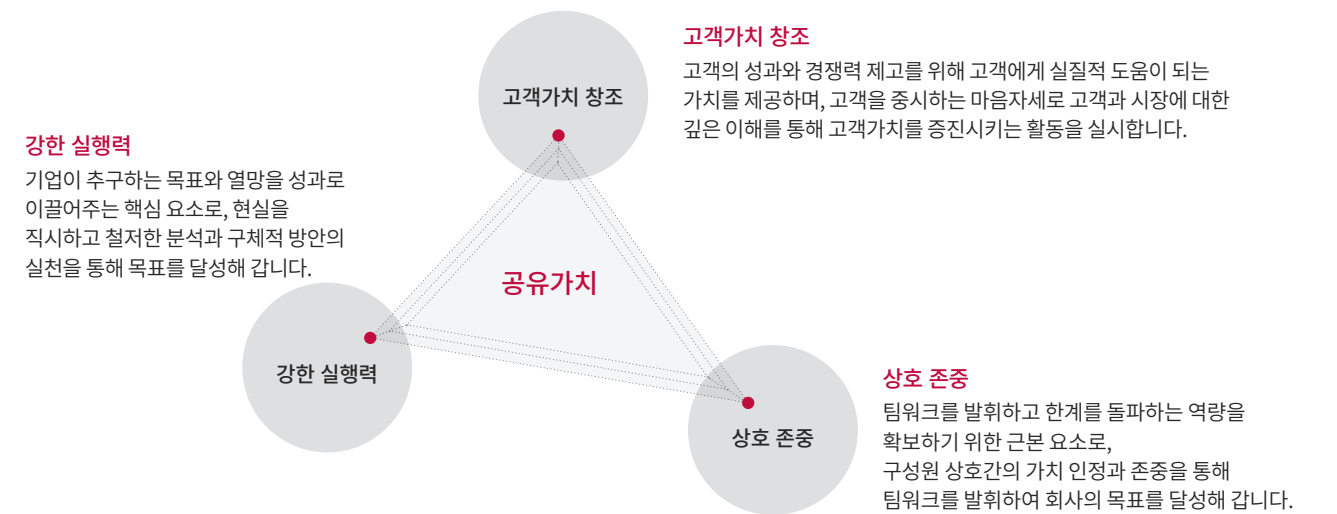 고객가치 창조
고객의 성과와 경쟁력 제고를 위해 고객에게 실질적 도움이 되는
가치를 제공하며, 고객을 중시하는 마음자세로 고객과 시장에 대한
깊은 이해를 통해 고객가치를 증진시키는 활동을 실시합니다.
고객가치 창조
강한 실행력
기업이 추구하는 목표와 열망을 성과로
이끌어주는 핵심 요소로, 현실을
직시하고 철저한 분석과 구체적 방안의
실천을 통해 목표를 달성해 갑니다.
공유가치
강한 실행력
상호 존중
상호 존중
팀워크를 발휘하고 한계를 돌파하는 역량을
확보하기 위한 근본 요소로,
구성원 상호간의 가치 인정과 존중을 통해
팀워크를 발휘하여 회사의 목표를 달성해 갑니다.